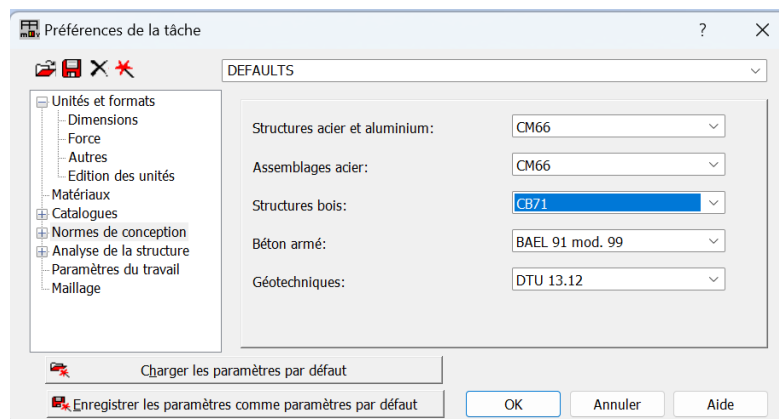 Préférences de la tâche
DEFAULTS
Unités et formats
Dimensions
Force
Autres
Edition des unités
Matériaux
Catalogues
Normes de conception
Analyse de la structure
Paramètres du travail
Maillage
Structures acier et aluminium: CM66
Assemblages acier: CM66
Structures bois: CB71
Béton armé: BAEL 91 mod. 99
Géotechniques: DTU 13.12
Charger les paramètres par défaut
Enregistrer les paramètres comme paramètres par défaut OK Annuler Aide